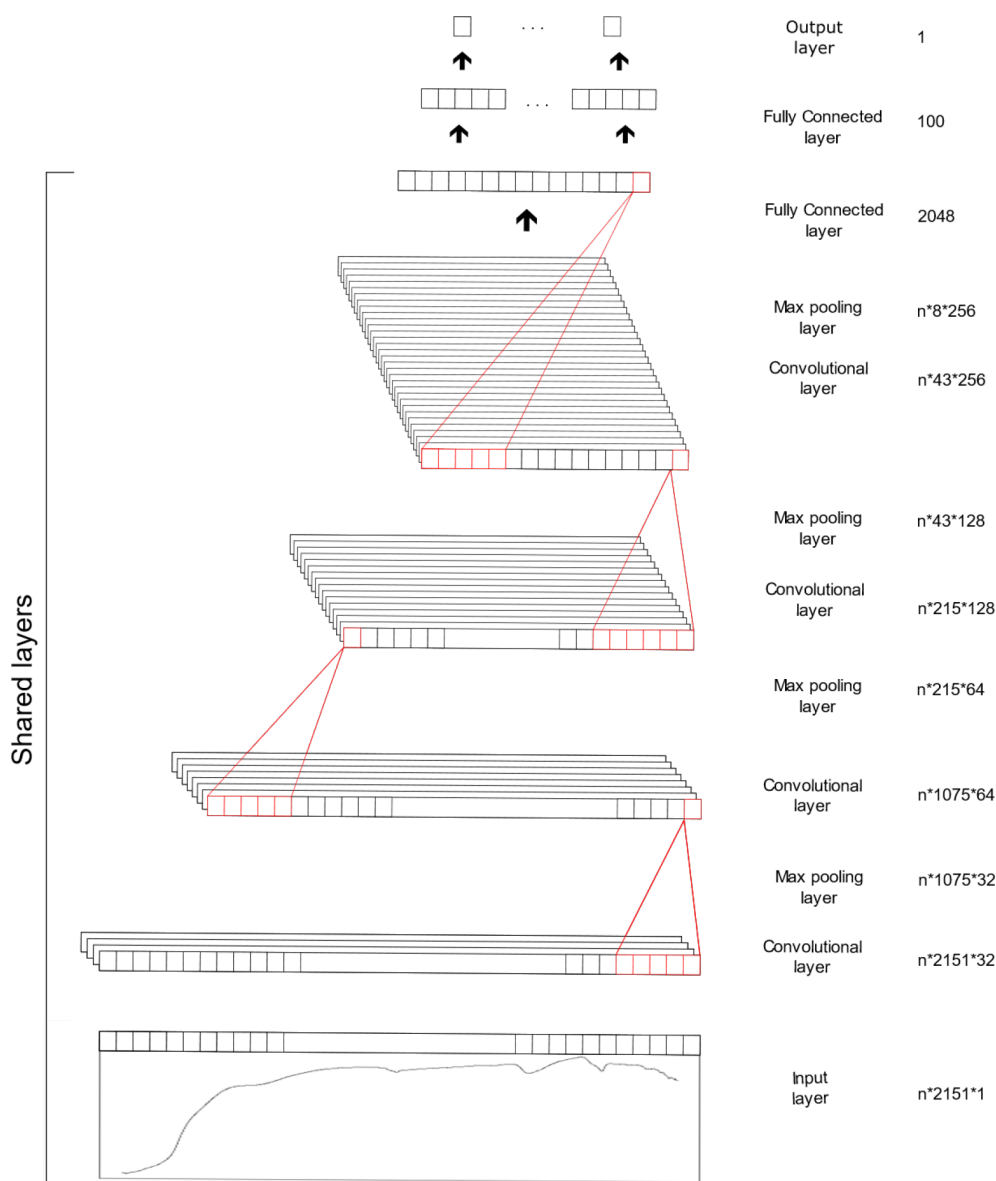 Output
layer
1
. . .
. . .
Fully Connected
layer
100
Fully Connected
layer
2048
Max pooling
layer
n*8*256
Convolutional
layer
n*43*256
Max pooling
layer
n*43*128
Convolutional
layer
n*215*128
Max pooling
layer
n*215*64
Convolutional
layer
n*1075*64
Max pooling
layer
n*1075*32
Convolutional
layer
n*2151*32
Input
layer
n*2151*1
Shared layers